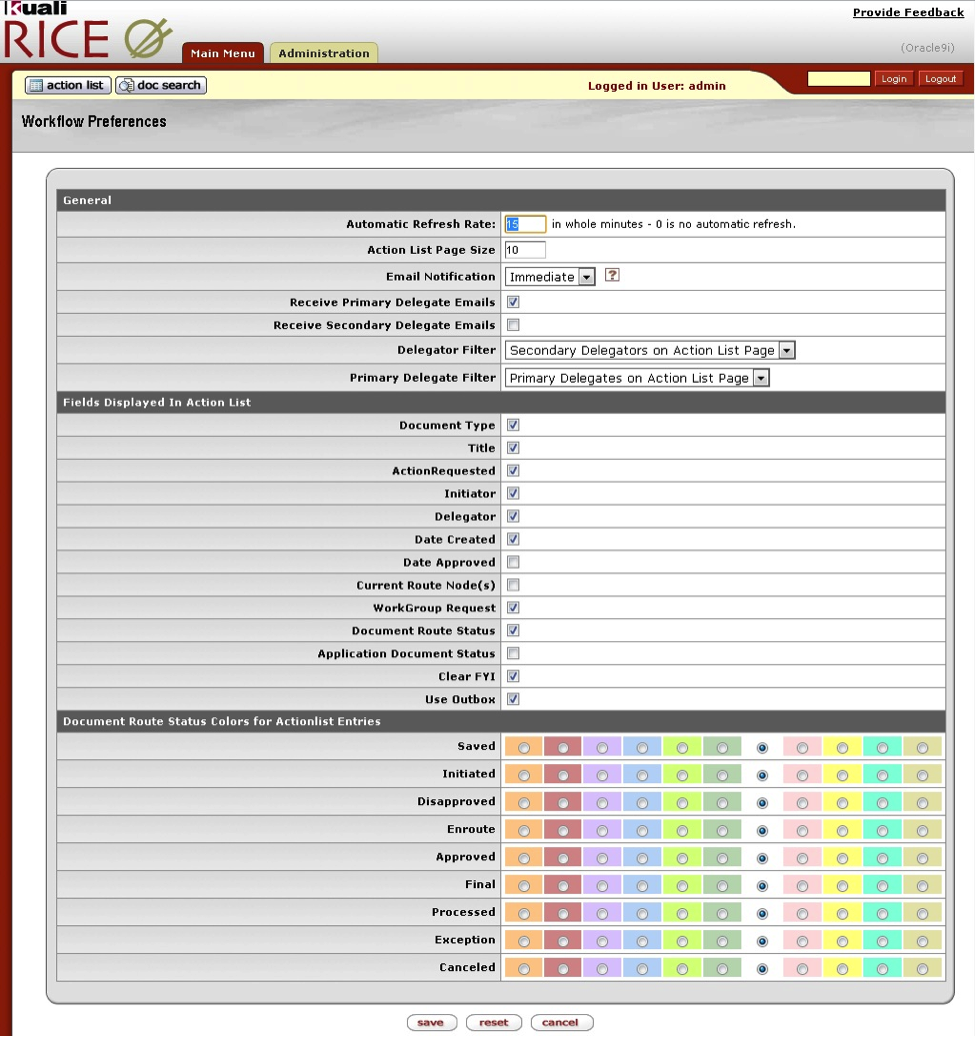 Kuali
RICE
Provide Feedback
(Oracle9i)
Main Menu
Administration
action list
doc search
Logged in User: admin
Login
Logout
Workflow Preferences
General
Automatic Refresh Rate: 15 in whole minutes - 0 is no automatic refresh.
Action List Page Size 10
Email Notification Immediate ?
Receive Primary Delegate Emails
Receive Secondary Delegate Emails
Delegator Filter Secondary Delegators on Action List Page
Primary Delegate Filter Primary Delegates on Action List Page
Fields Displayed In Action List
Document Type
Title
ActionRequested
Initiator
Delegator
Date Created
Date Approved
Current Route Node(s)
WorkGroup Request
Document Route Status
Application Document Status
Clear FYI
Use Outbox
Document Route Status Colors for Actionlist Entries
Saved
Initiated
Disapproved
Enroute
Approved
Final
Processed
Exception
Canceled
save reset cancel